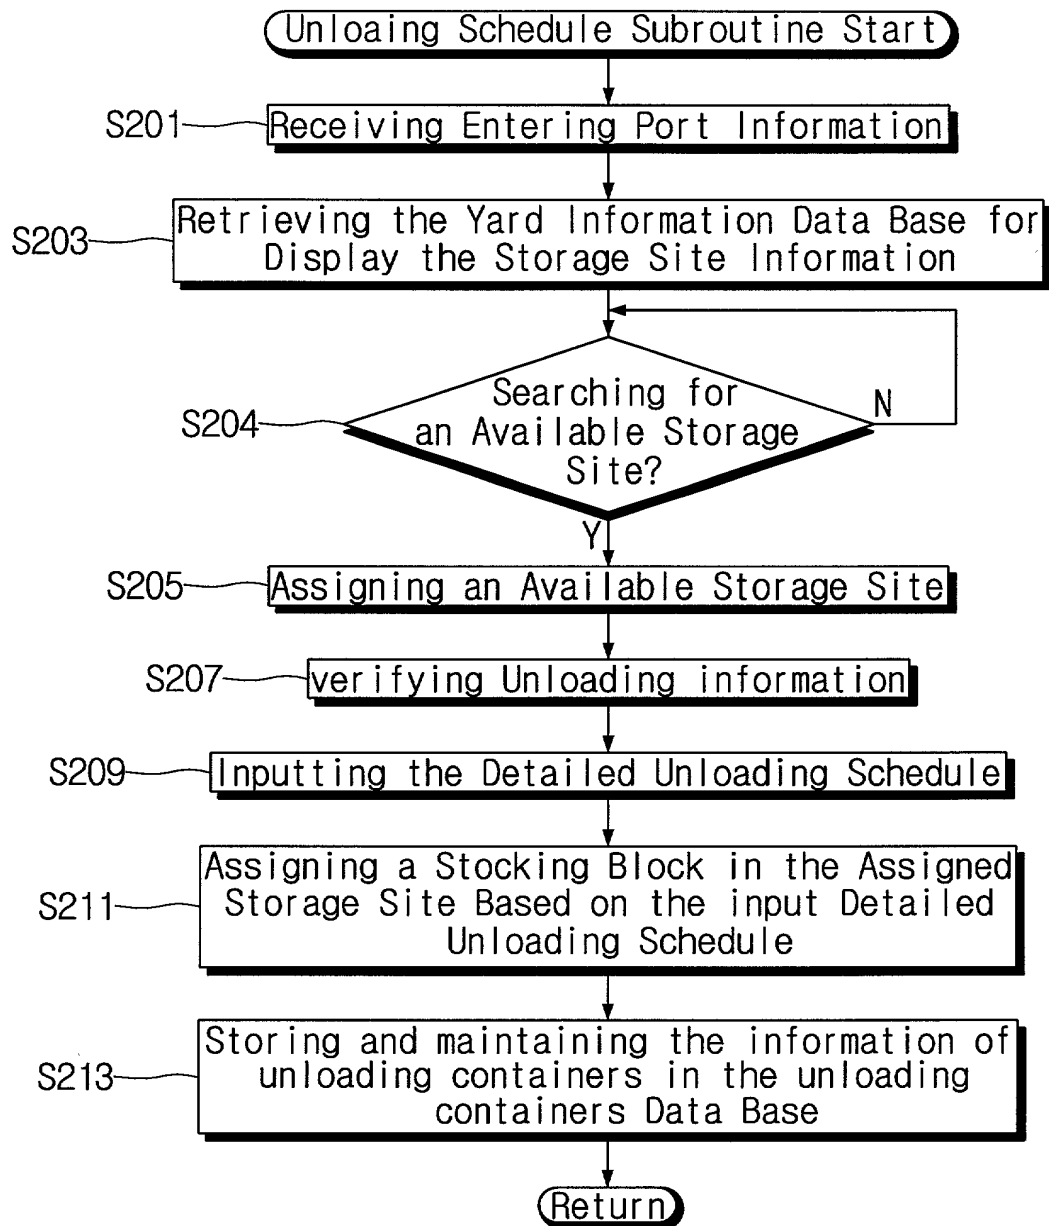 Unloaing Schedule Subroutine Start
S201
Receiving Entering Port Information
S203
Retrieving the Yard Information Data Base for
Display the Storage Site Information
S204
Searching for
an Available Storage
Site?
N
Y
S205
Assigning an Available Storage Site
S207
verifying Unloading information
S209
Inputting the Detailed Unloading Schedule
S211
Assigning a Stocking Block in the Assigned
Storage Site Based on the input Detailed
Unloading Schedule
S213
Storing and maintaining the information of
unloading containers in the unloading
containers Data Base
Return